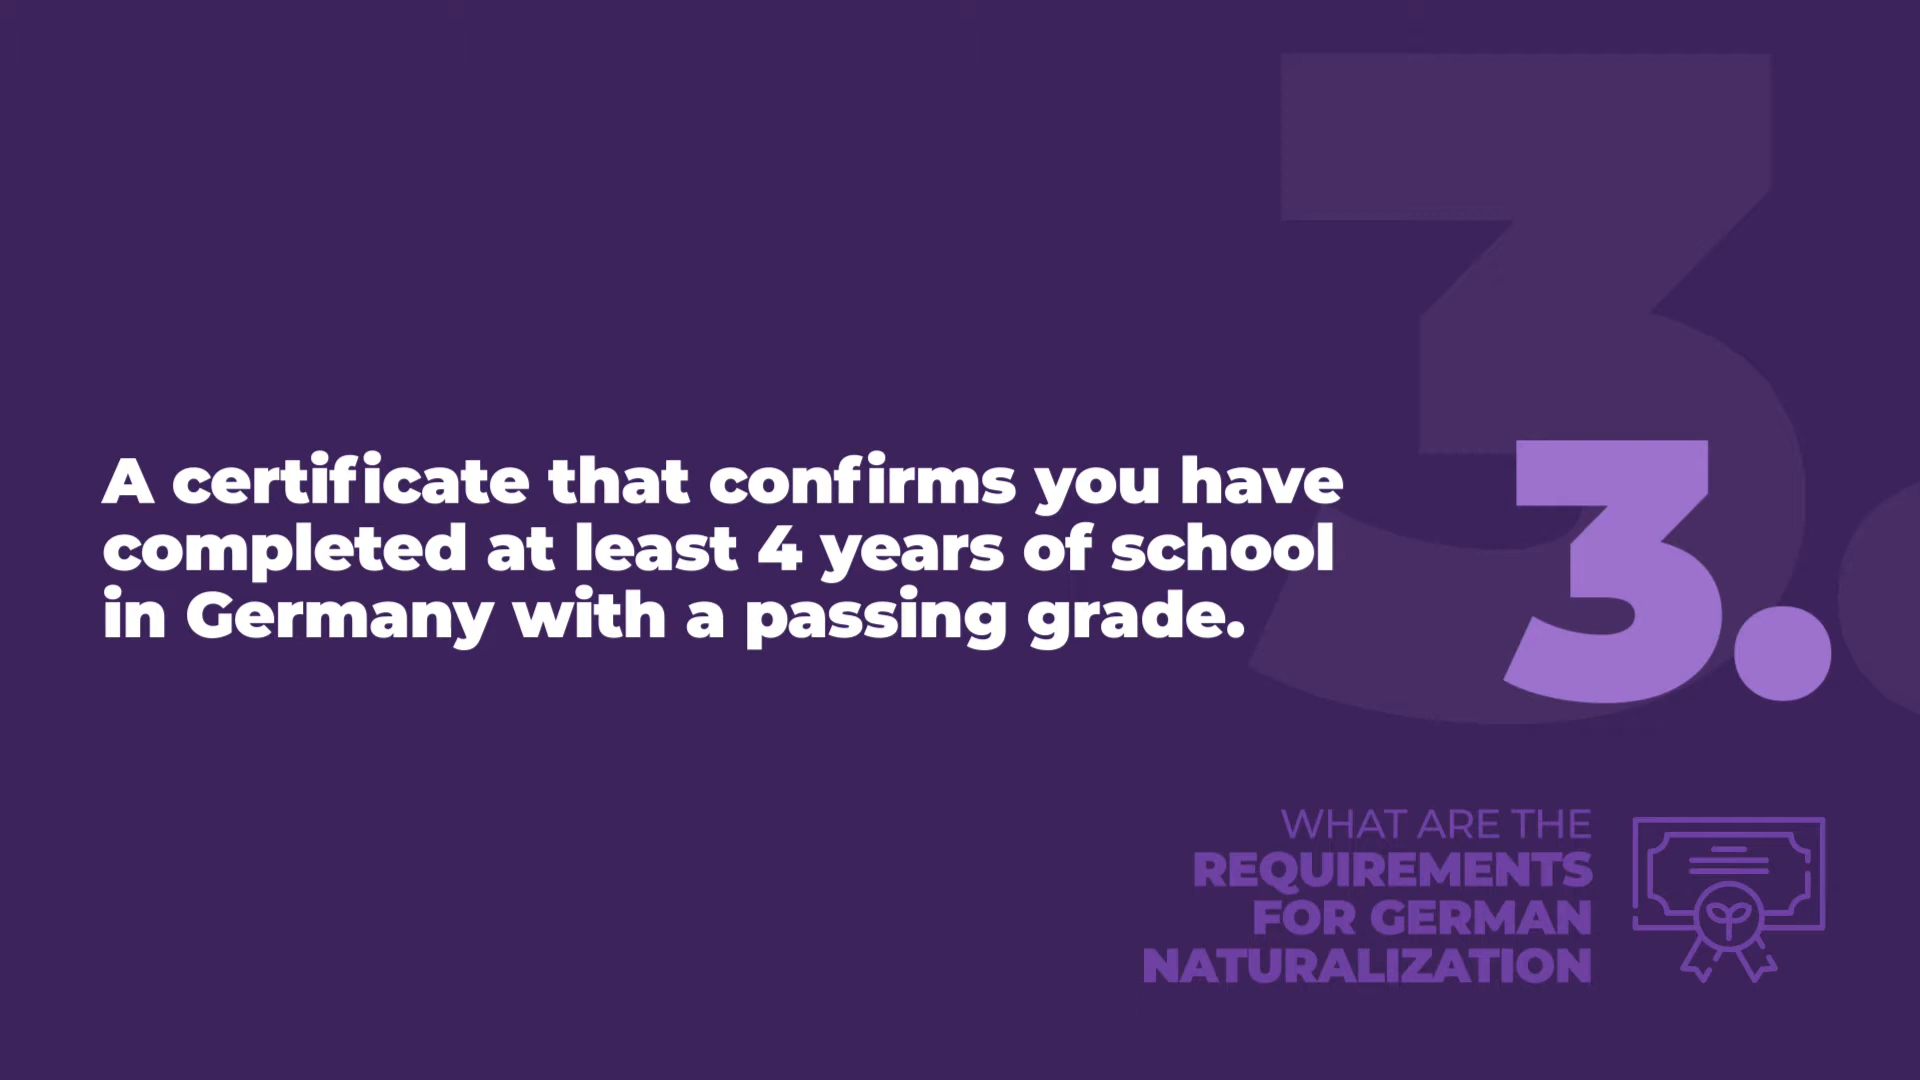 A certificate that confirms you have
completed at least 4 years of school
in Germany with a passing grade.
3.
3.
WHAT ARE THE
REQUIREMENTS
FOR GERMAN
NATURALIZATION